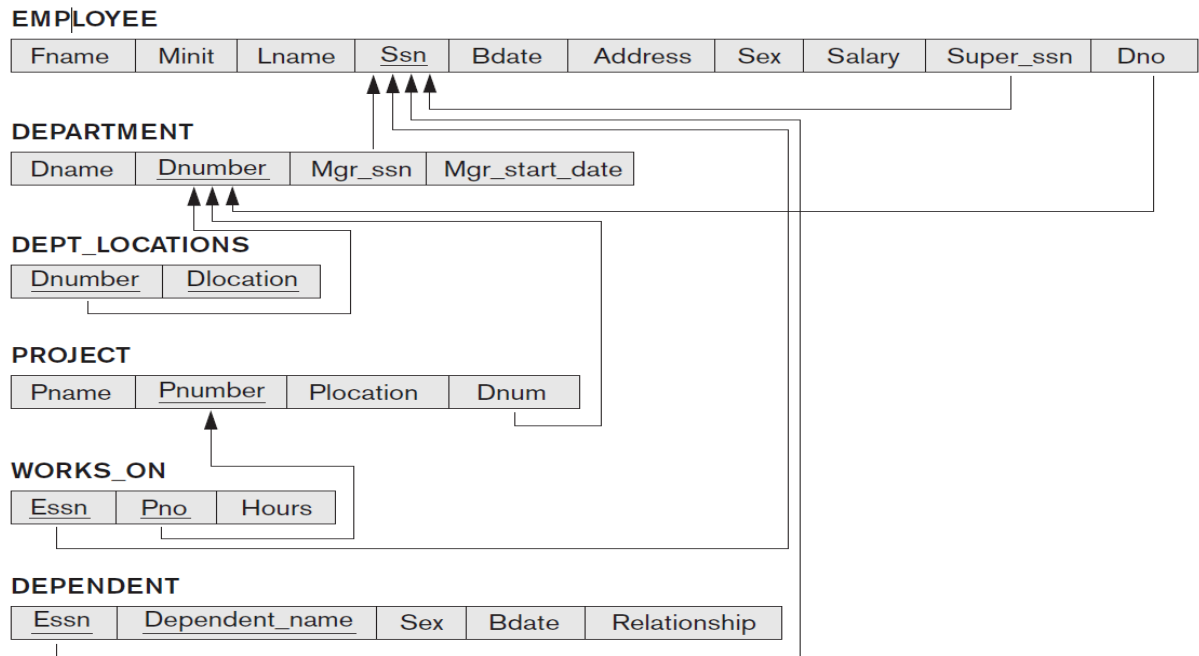 EMPLOYEE
Fname Minit Lname Ssn Bdate Address Sex Salary Super_ssn Dno
DEPARTMENT
Dname Dnumber Mgr_ssn Mgr_start_date
DEPT_LOCATIONS
Dnumber Dlocation
PROJECT
Pname Pnumber Plocation Dnum
WORKS_ON
Essn Pno Hours
DEPENDENT
Essn Dependent_name Sex Bdate Relationship